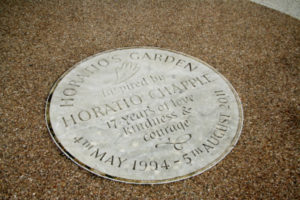 HORATIO'S GARDEN
Inspired by
HORATIO CHAPPLE
17 years of love
kindness &
courage
4TH MAY 1994 - 5TH AUGUST 2011